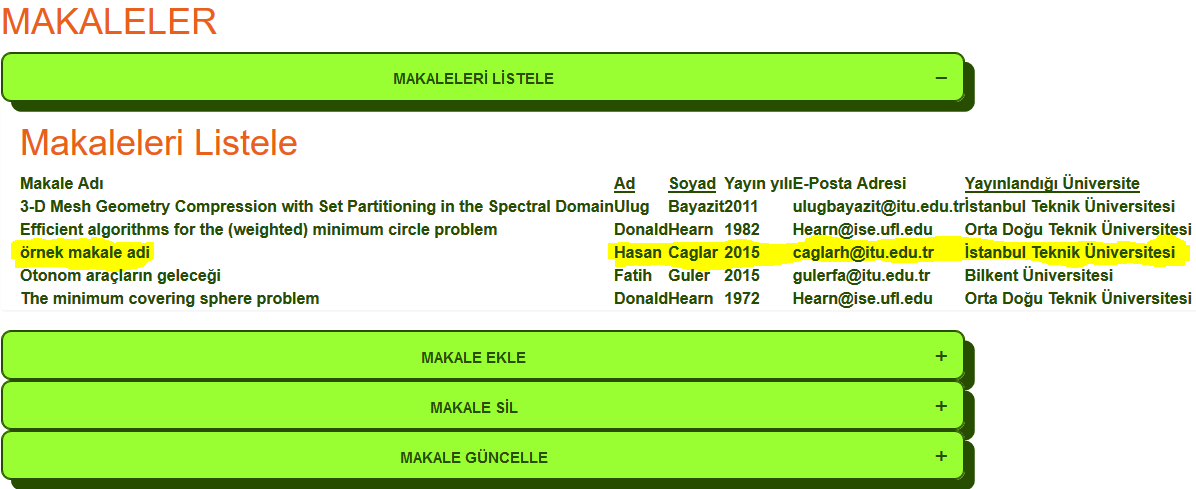 MAKALELER
MAKALELERİ LİSTELE −
Makaleleri Listele
Makale Adı Ad Soyad Yayın yılı E-Posta Adresi Yayınlandığı Üniversite
3-D Mesh Geometry Compression with Set Partitioning in the Spectral Domain Ulug Bayazit 2011 ulugbayazit@itu.edu.tr İstanbul Teknik Üniversitesi
Efficient algorithms for the (weighted) minimum circle problem Donald Hearn 1982 Hearn@ise.ufl.edu Orta Doğu Teknik Üniversitesi
örnek makale adi Hasan Caglar 2015 caglarh@itu.edu.tr İstanbul Teknik Üniversitesi
Otonom araçların geleceği Fatih Guler 2015 gulerfa@itu.edu.tr Bilkent Üniversitesi
The minimum covering sphere problem Donald Hearn 1972 Hearn@ise.ufl.edu Orta Doğu Teknik Üniversitesi
MAKALE EKLE +
MAKALE SİL +
MAKALE GÜNCELLE +